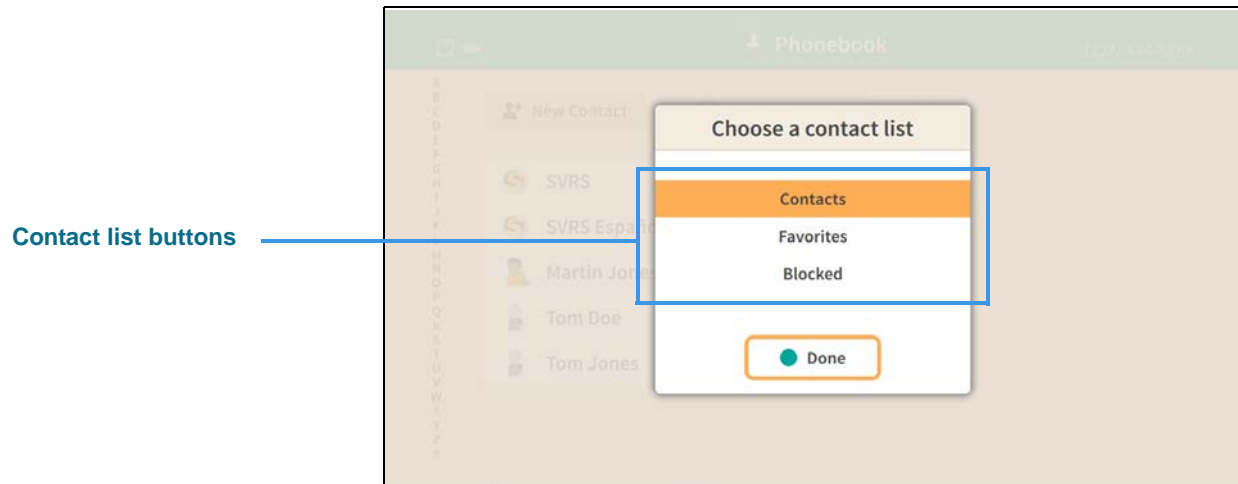 Phonebook
New Contact
Choose a contact list
SVRS
Contacts
SVRS Españo
Contact list buttons
Favorites
Martin Jones
Blocked
Tom Doe
Tom Jones
Done